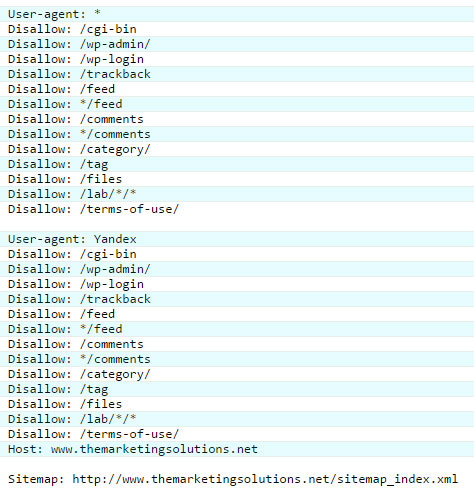 User-agent: *
Disallow: /cgi-bin
Disallow: /wp-admin/
Disallow: /wp-login
Disallow: /trackback
Disallow: /feed
Disallow: */feed
Disallow: /comments
Disallow: */comments
Disallow: /category/
Disallow: /tag
Disallow: /files
Disallow: /lab/*/*
Disallow: /terms-of-use/

User-agent: Yandex
Disallow: /cgi-bin
Disallow: /wp-admin/
Disallow: /wp-login
Disallow: /trackback
Disallow: /feed
Disallow: */feed
Disallow: /comments
Disallow: */comments
Disallow: /category/
Disallow: /tag
Disallow: /files
Disallow: /lab/*/*
Disallow: /terms-of-use/
Host: www.themarketingsolutions.net

Sitemap: http://www.themarketingsolutions.net/sitemap_index.xml